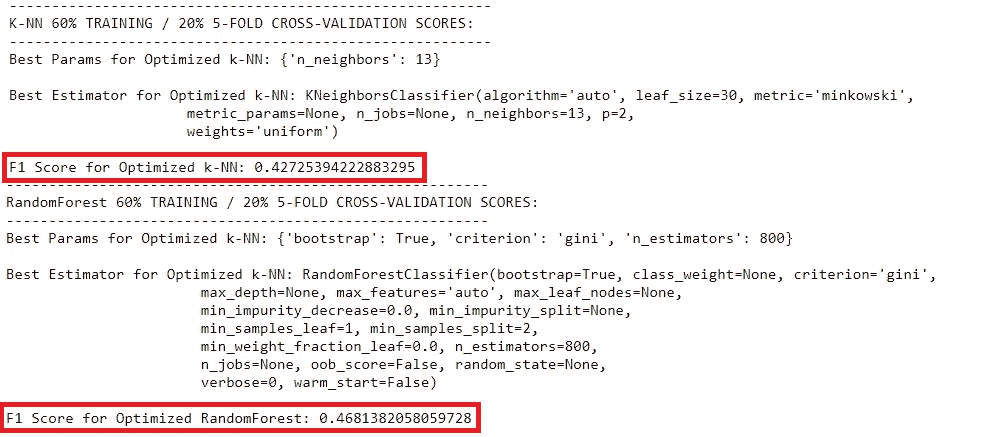 ---------------------------------------------------------
K-NN 60% TRAINING / 20% 5-FOLD CROSS-VALIDATION SCORES:
---------------------------------------------------------
Best Params for Optimized k-NN: {'n_neighbors': 13}
Best Estimator for Optimized k-NN: KNeighborsClassifier(algorithm='auto', leaf_size=30, metric='minkowski',
metric_params=None, n_jobs=None, n_neighbors=13, p=2,
weights='uniform')
F1 Score for Optimized k-NN: 0.42725394222883295
---------------------------------------------------------
RandomForest 60% TRAINING / 20% 5-FOLD CROSS-VALIDATION SCORES:
---------------------------------------------------------
Best Params for Optimized k-NN: {'bootstrap': True, 'criterion': 'gini', 'n_estimators': 800}
Best Estimator for Optimized k-NN: RandomForestClassifier(bootstrap=True, class_weight=None, criterion='gini',
max_depth=None, max_features='auto', max_leaf_nodes=None,
min_impurity_decrease=0.0, min_impurity_split=None,
min_samples_leaf=1, min_samples_split=2,
min_weight_fraction_leaf=0.0, n_estimators=800,
n_jobs=None, oob_score=False, random_state=None,
verbose=0, warm_start=False)
F1 Score for Optimized RandomForest: 0.4681382058059728